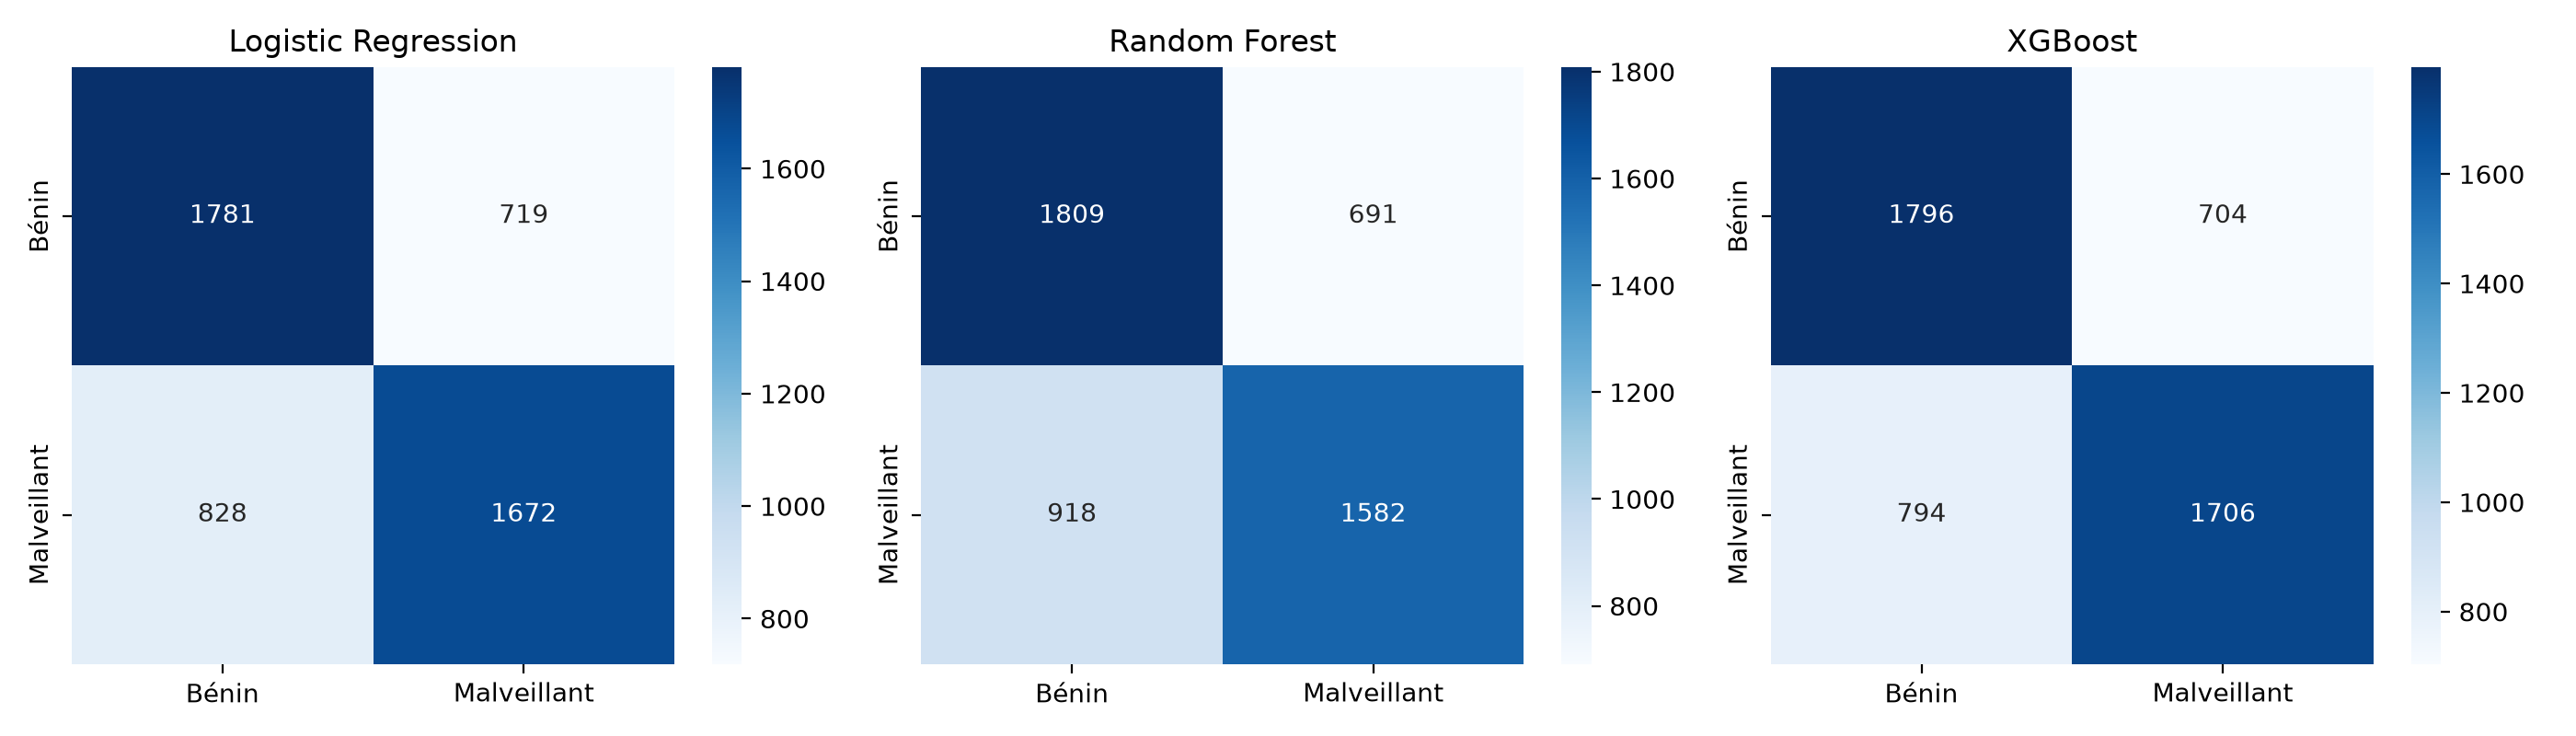 Logistic Regression
Bénin
Malveillant
1781
719
828
1672
Bénin
Malveillant
1600
1400
1200
1000
800
Random Forest
Bénin
Malveillant
1809
691
918
1582
Bénin
Malveillant
1800
1600
1400
1200
1000
800
XGBoost
Bénin
Malveillant
1796
704
794
1706
Bénin
Malveillant
1600
1400
1200
1000
800